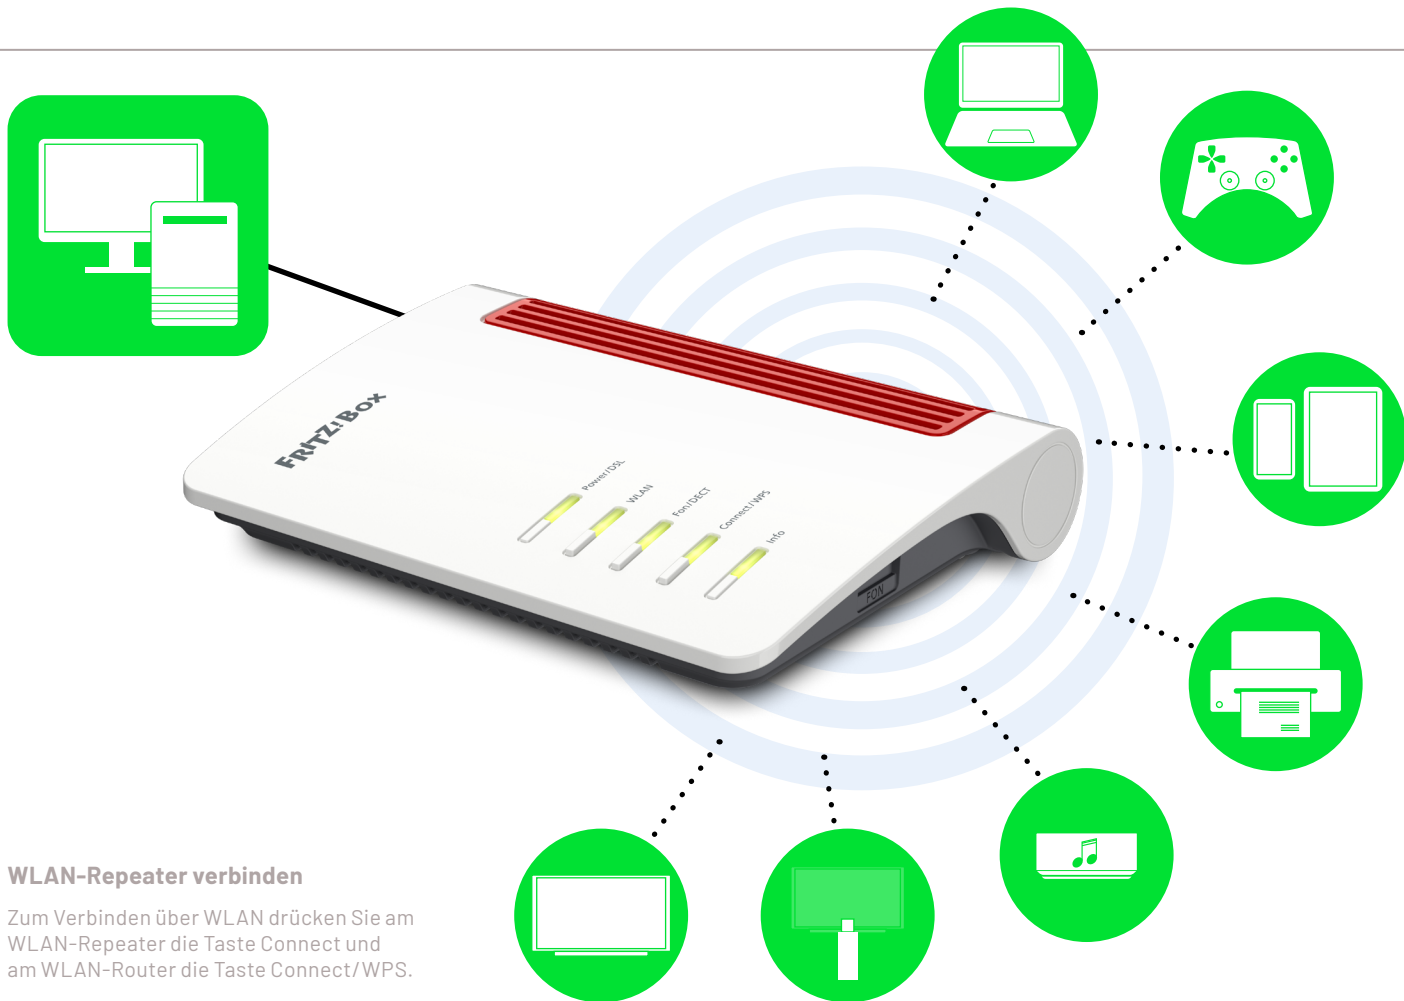 FRITZ!Box
Power/DSL
WLAN
Fon/DECT
Connect/WPS
Info
FON
WLAN-Repeater verbinden
Zum Verbinden über WLAN drücken Sie am
WLAN-Repeater die Taste Connect und
am WLAN-Router die Taste Connect/WPS.